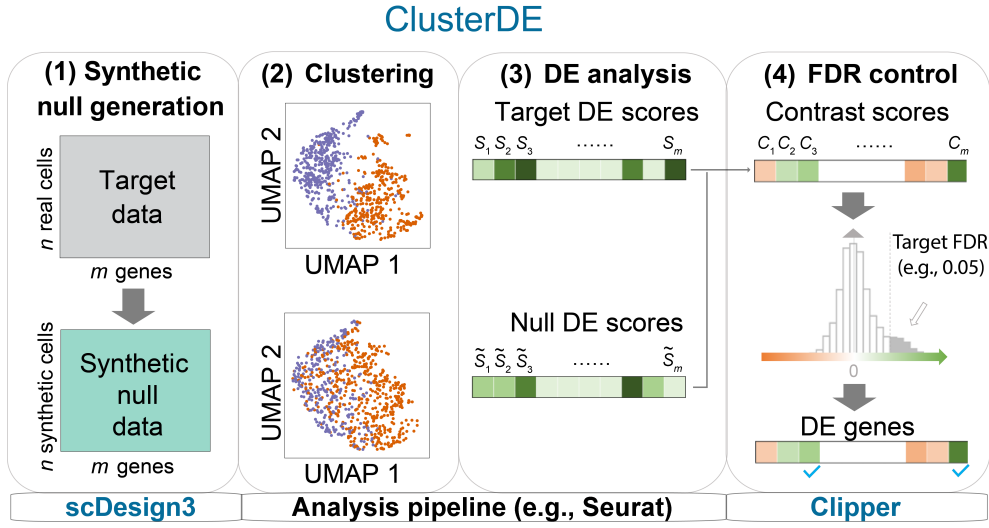 ClusterDE
(1) Synthetic
null generation
n real cells
Target
data
m genes
n synthetic cells
Synthetic
null
data
m genes
scDesign3
(2) Clustering
UMAP 2
UMAP 1
UMAP 2
UMAP 1
(3) DE analysis
Target DE scores
S₁ S₂ S₃ ...... Sₘ
Null DE scores
S̃₁ S̃₂ S̃₃ ...... S̃ₘ
Analysis pipeline (e.g., Seurat)
(4) FDR control
Contrast scores
C₁ C₂ C₃ ...... Cₘ
Target FDR
(e.g., 0.05)
0
DE genes
Clipper